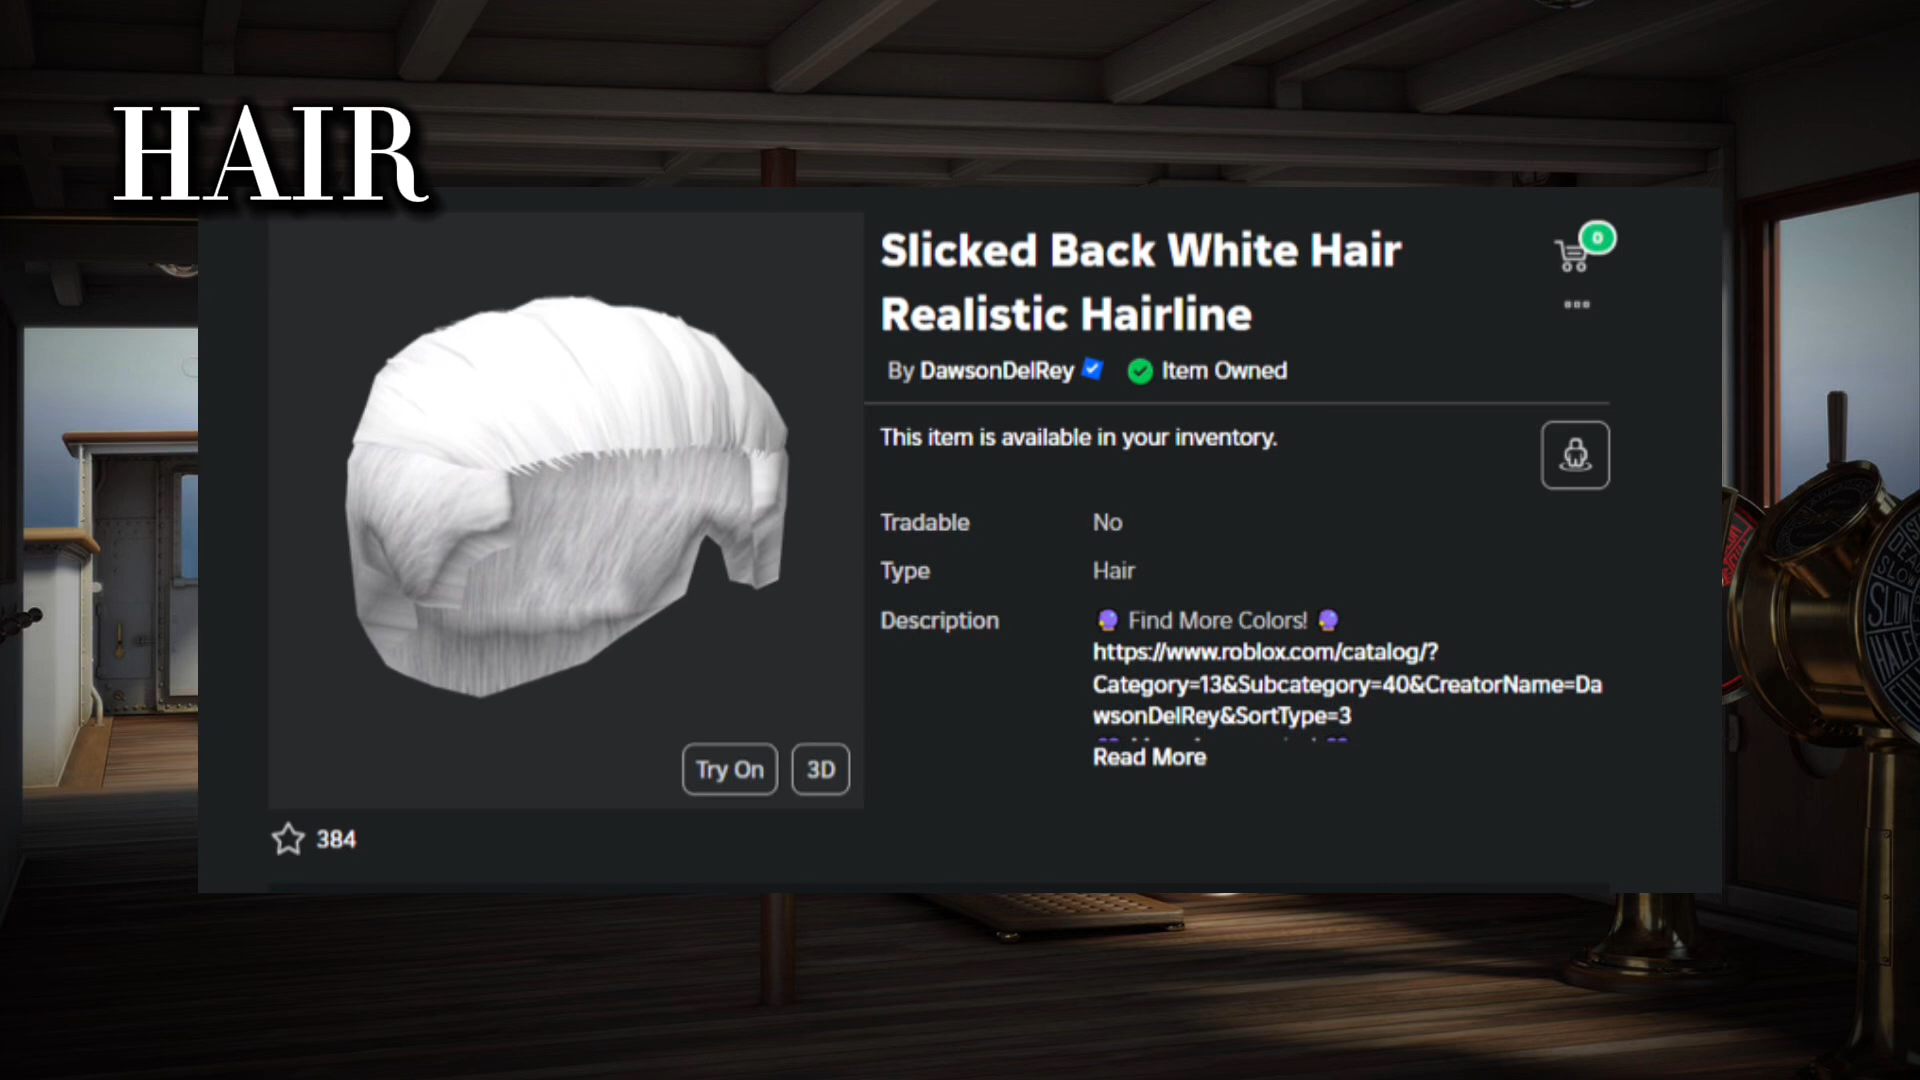 HAIR
Slicked Back White Hair
Realistic Hairline
0
By DawsonDelRey Item Owned
This item is available in your inventory.
Tradable No
Type Hair
Description 🔮 Find More Colors! 🔮
https://www.roblox.com/catalog/?
Category=13&Subcategory=40&CreatorName=Da
wsonDelRey&SortType=3
Read More
Try On 3D
384
SLOW
HALF